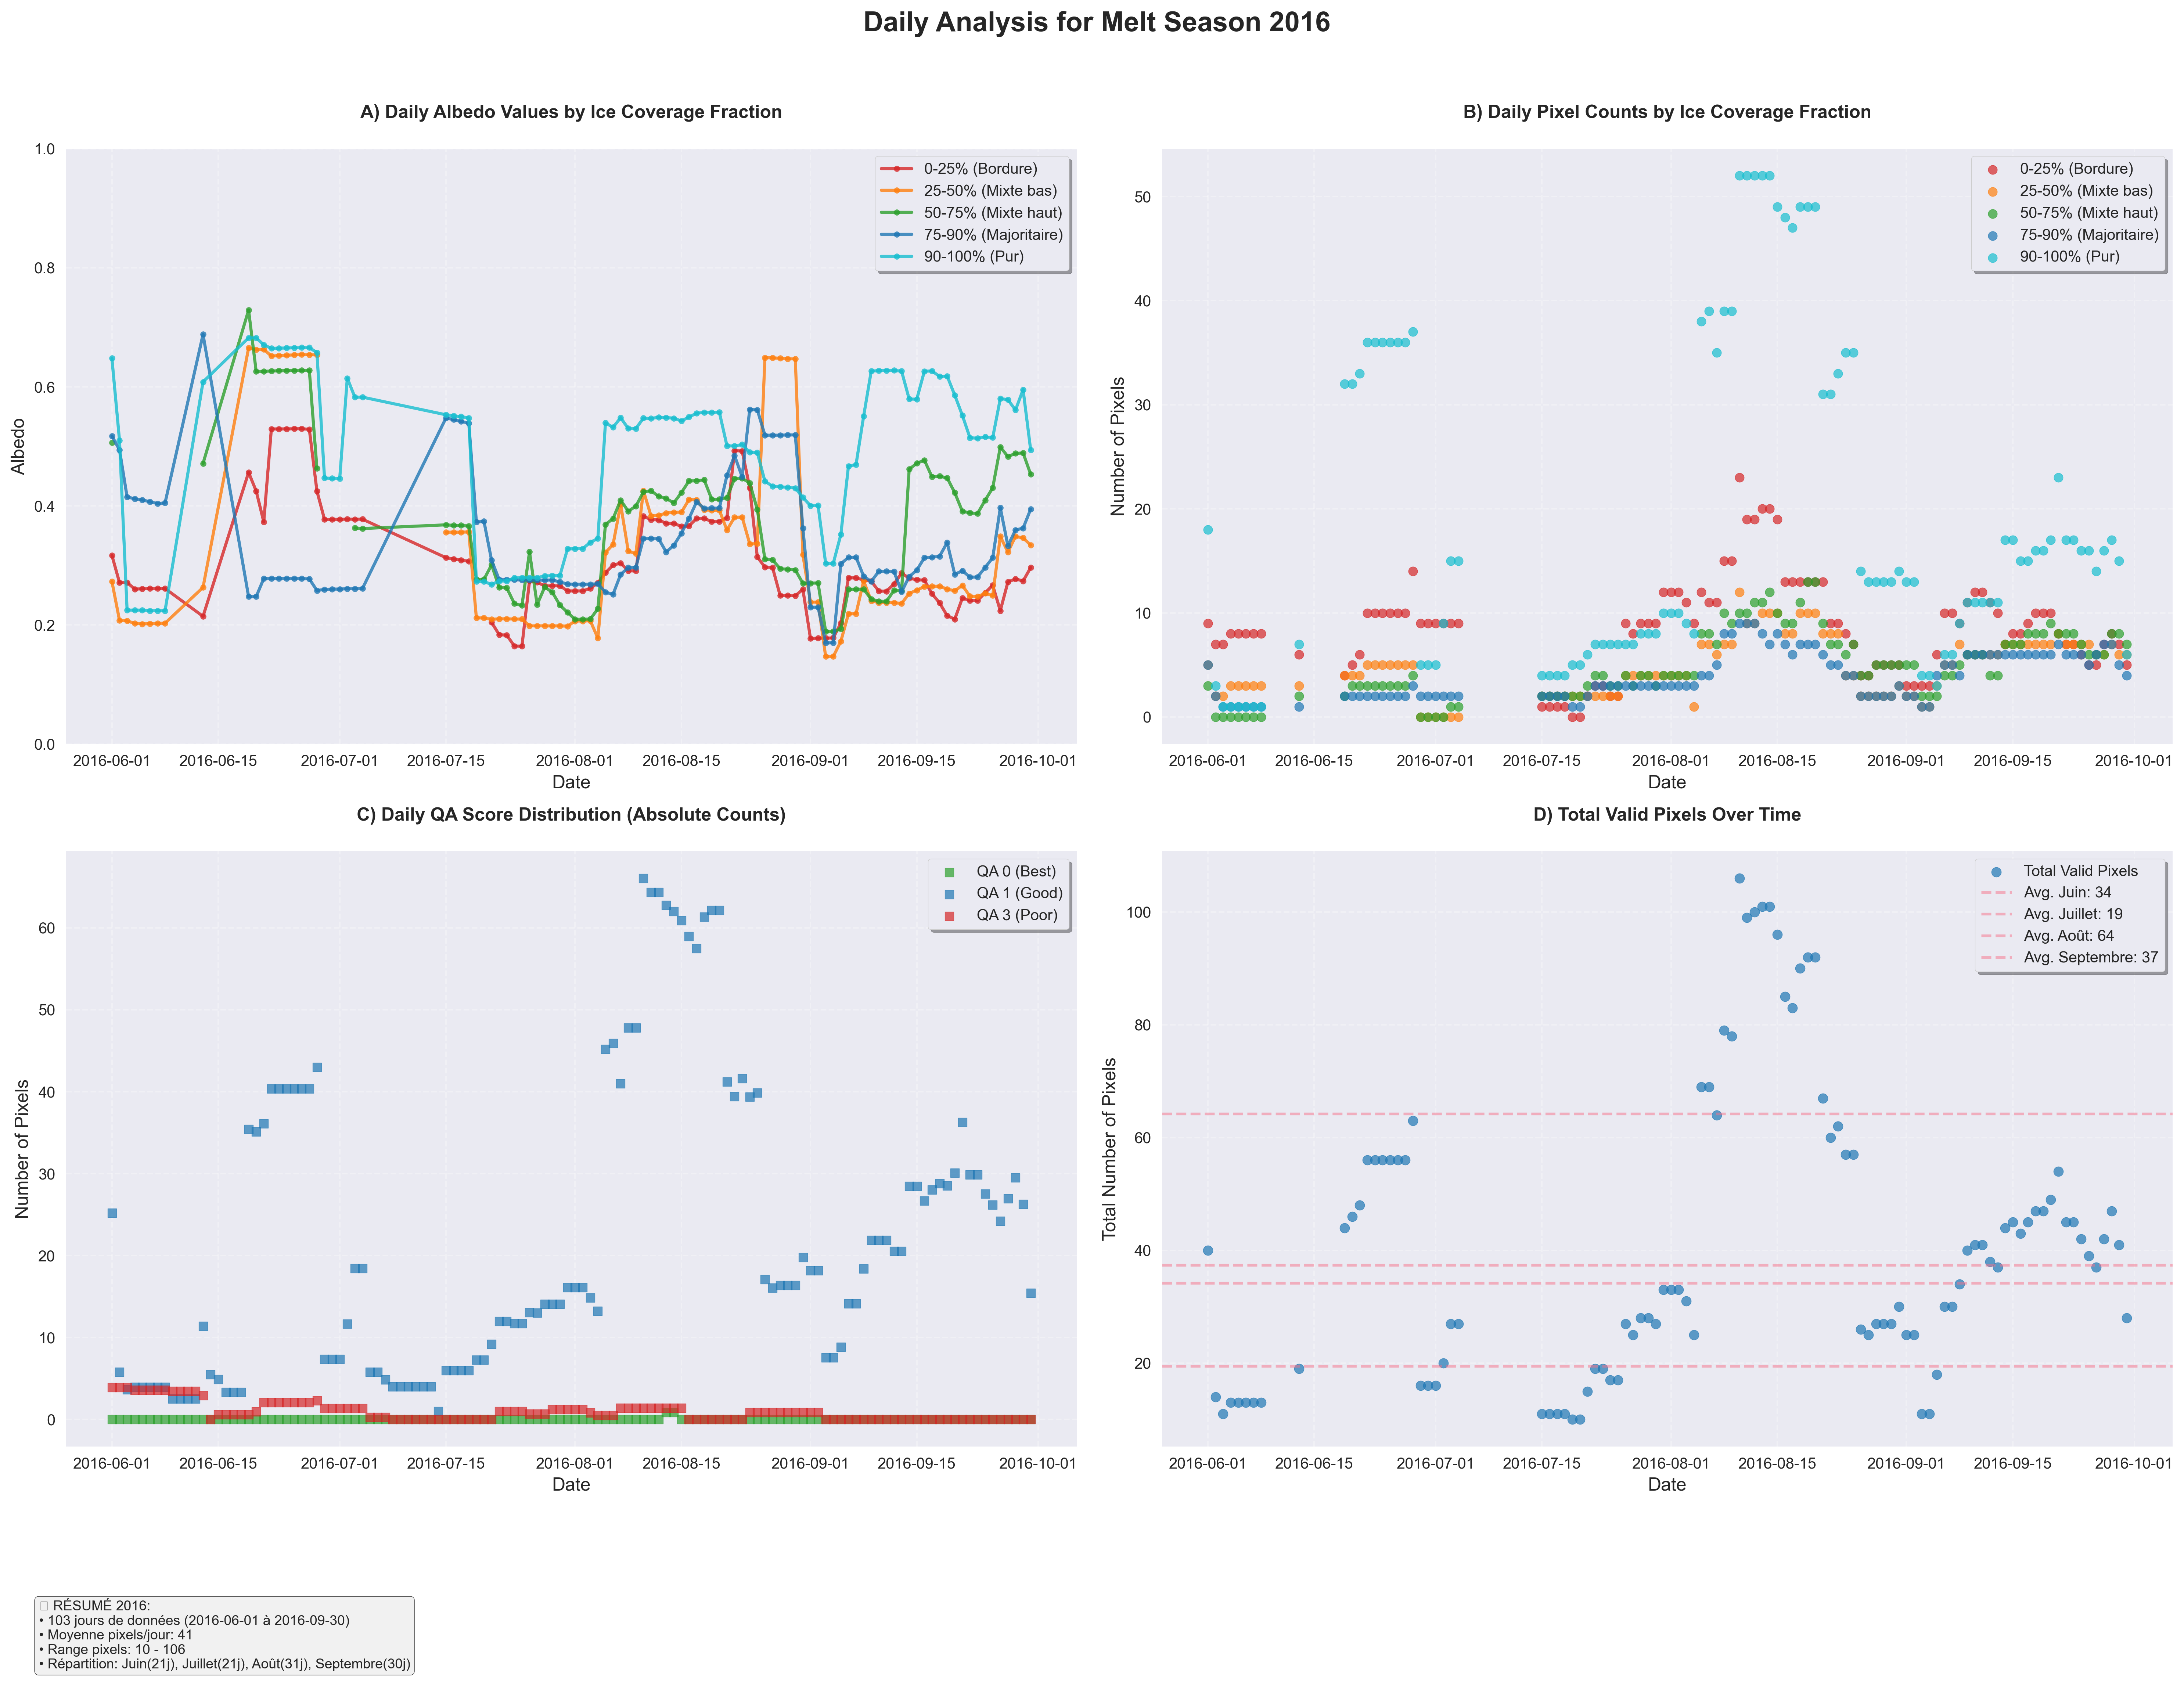 Daily Analysis for Melt Season 2016
A) Daily Albedo Values by Ice Coverage Fraction
1.0
0.8
0.6
0.4
0.2
0.0
Albedo
2016-06-01
2016-06-15
2016-07-01
2016-07-15
2016-08-01
2016-08-15
2016-09-01
2016-09-15
2016-10-01
Date
0-25% (Bordure)
25-50% (Mixte bas)
50-75% (Mixte haut)
75-90% (Majoritaire)
90-100% (Pur)
B) Daily Pixel Counts by Ice Coverage Fraction
50
40
30
20
10
0
Number of Pixels
2016-06-01
2016-06-15
2016-07-01
2016-07-15
2016-08-01
2016-08-15
2016-09-01
2016-09-15
2016-10-01
Date
0-25% (Bordure)
25-50% (Mixte bas)
50-75% (Mixte haut)
75-90% (Majoritaire)
90-100% (Pur)
C) Daily QA Score Distribution (Absolute Counts)
60
50
40
30
20
10
0
Number of Pixels
2016-06-01
2016-06-15
2016-07-01
2016-07-15
2016-08-01
2016-08-15
2016-09-01
2016-09-15
2016-10-01
Date
QA 0 (Best)
QA 1 (Good)
QA 3 (Poor)
D) Total Valid Pixels Over Time
100
80
60
40
20
Total Number of Pixels
2016-06-01
2016-06-15
2016-07-01
2016-07-15
2016-08-01
2016-08-15
2016-09-01
2016-09-15
2016-10-01
Date
Total Valid Pixels
Avg. Juin: 34
Avg. Juillet: 19
Avg. Août: 64
Avg. Septembre: 37
RÉSUMÉ 2016:
• 103 jours de données (2016-06-01 à 2016-09-30)
• Moyenne pixels/jour: 41
• Range pixels: 10 - 106
• Répartition: Juin(21j), Juillet(21j), Août(31j), Septembre(30j)